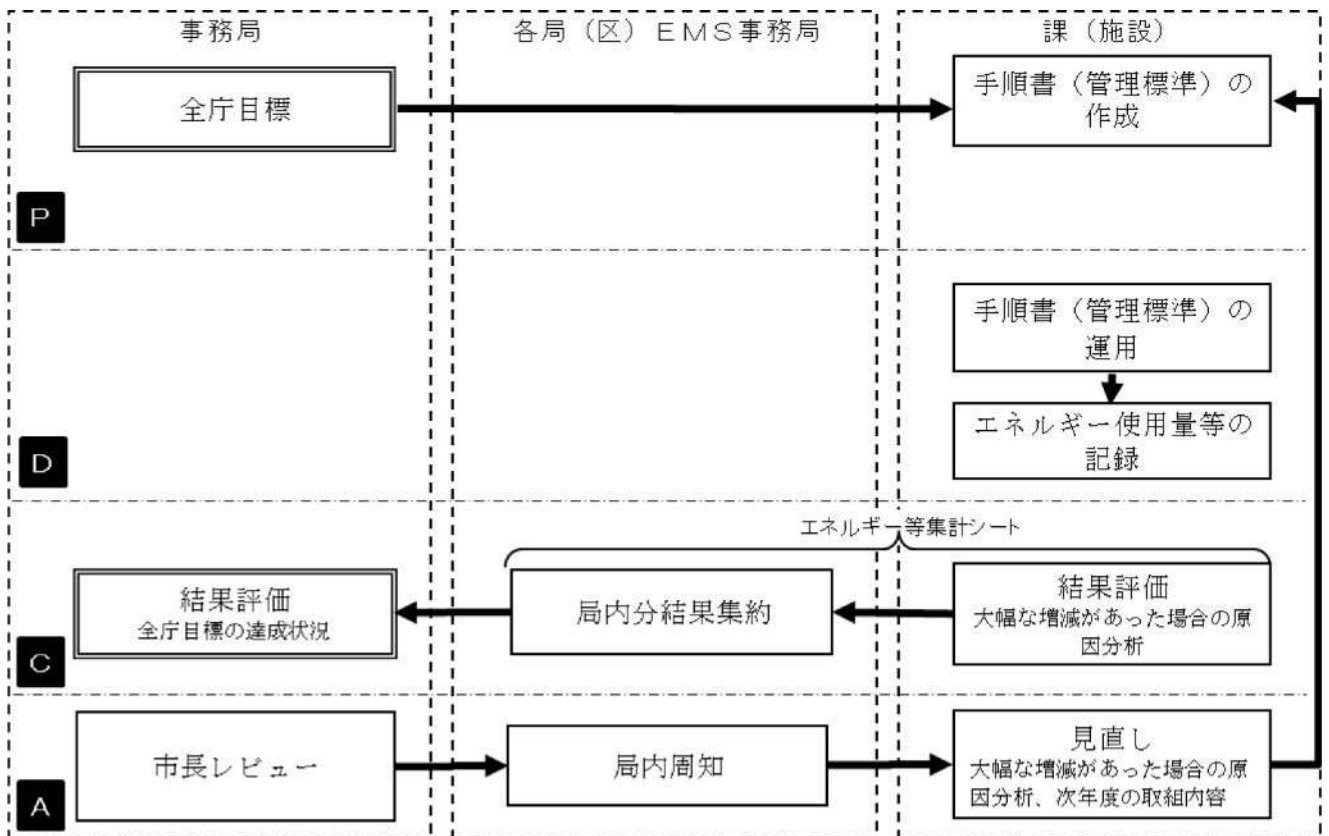 事務局
各局（区）ＥＭＳ事務局
課（施設）
全庁目標
手順書（管理標準）の
作成
P
手順書（管理標準）の
運用
エネルギー使用量等の
記録
D
エネルギー等集計シート
結果評価
全庁目標の達成状況
局内分結果集約
結果評価
大幅な増減があった場合の原
因分析
C
市長レビュー
局内周知
見直し
大幅な増減があった場合の原
因分析、次年度の取組内容
A